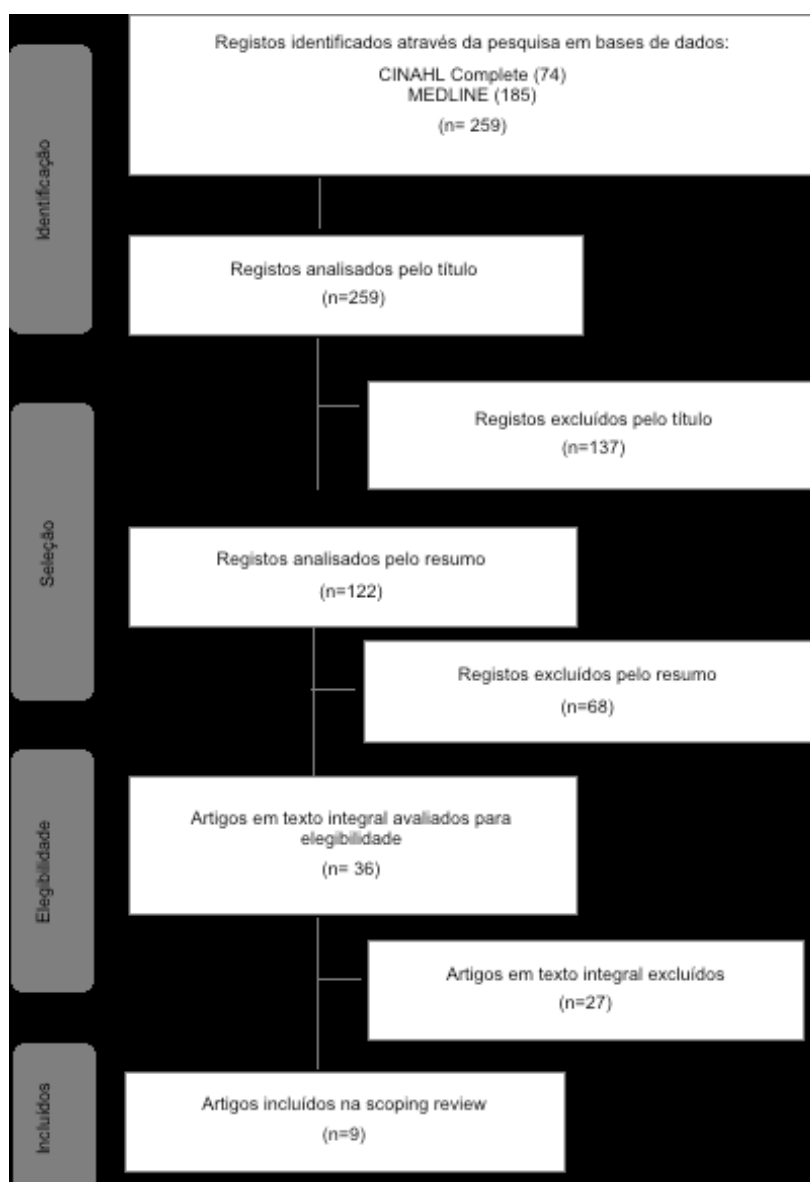 Registos identificados através da pesquisa em bases de dados:
CINAHL Complete (74)
MEDLINE (185)
(n= 259)
Identificação
Registos analisados pelo título
(n=259)
Registos excluídos pelo título
(n=137)
Seleção
Registos analisados pelo resumo
(n=122)
Registos excluídos pelo resumo
(n=68)
Artigos em texto integral avaliados para
elegibilidade
(n= 36)
Elegibilidade
Artigos em texto integral excluídos
(n=27)
Artigos incluídos na scoping review
(n=9)
Incluídos